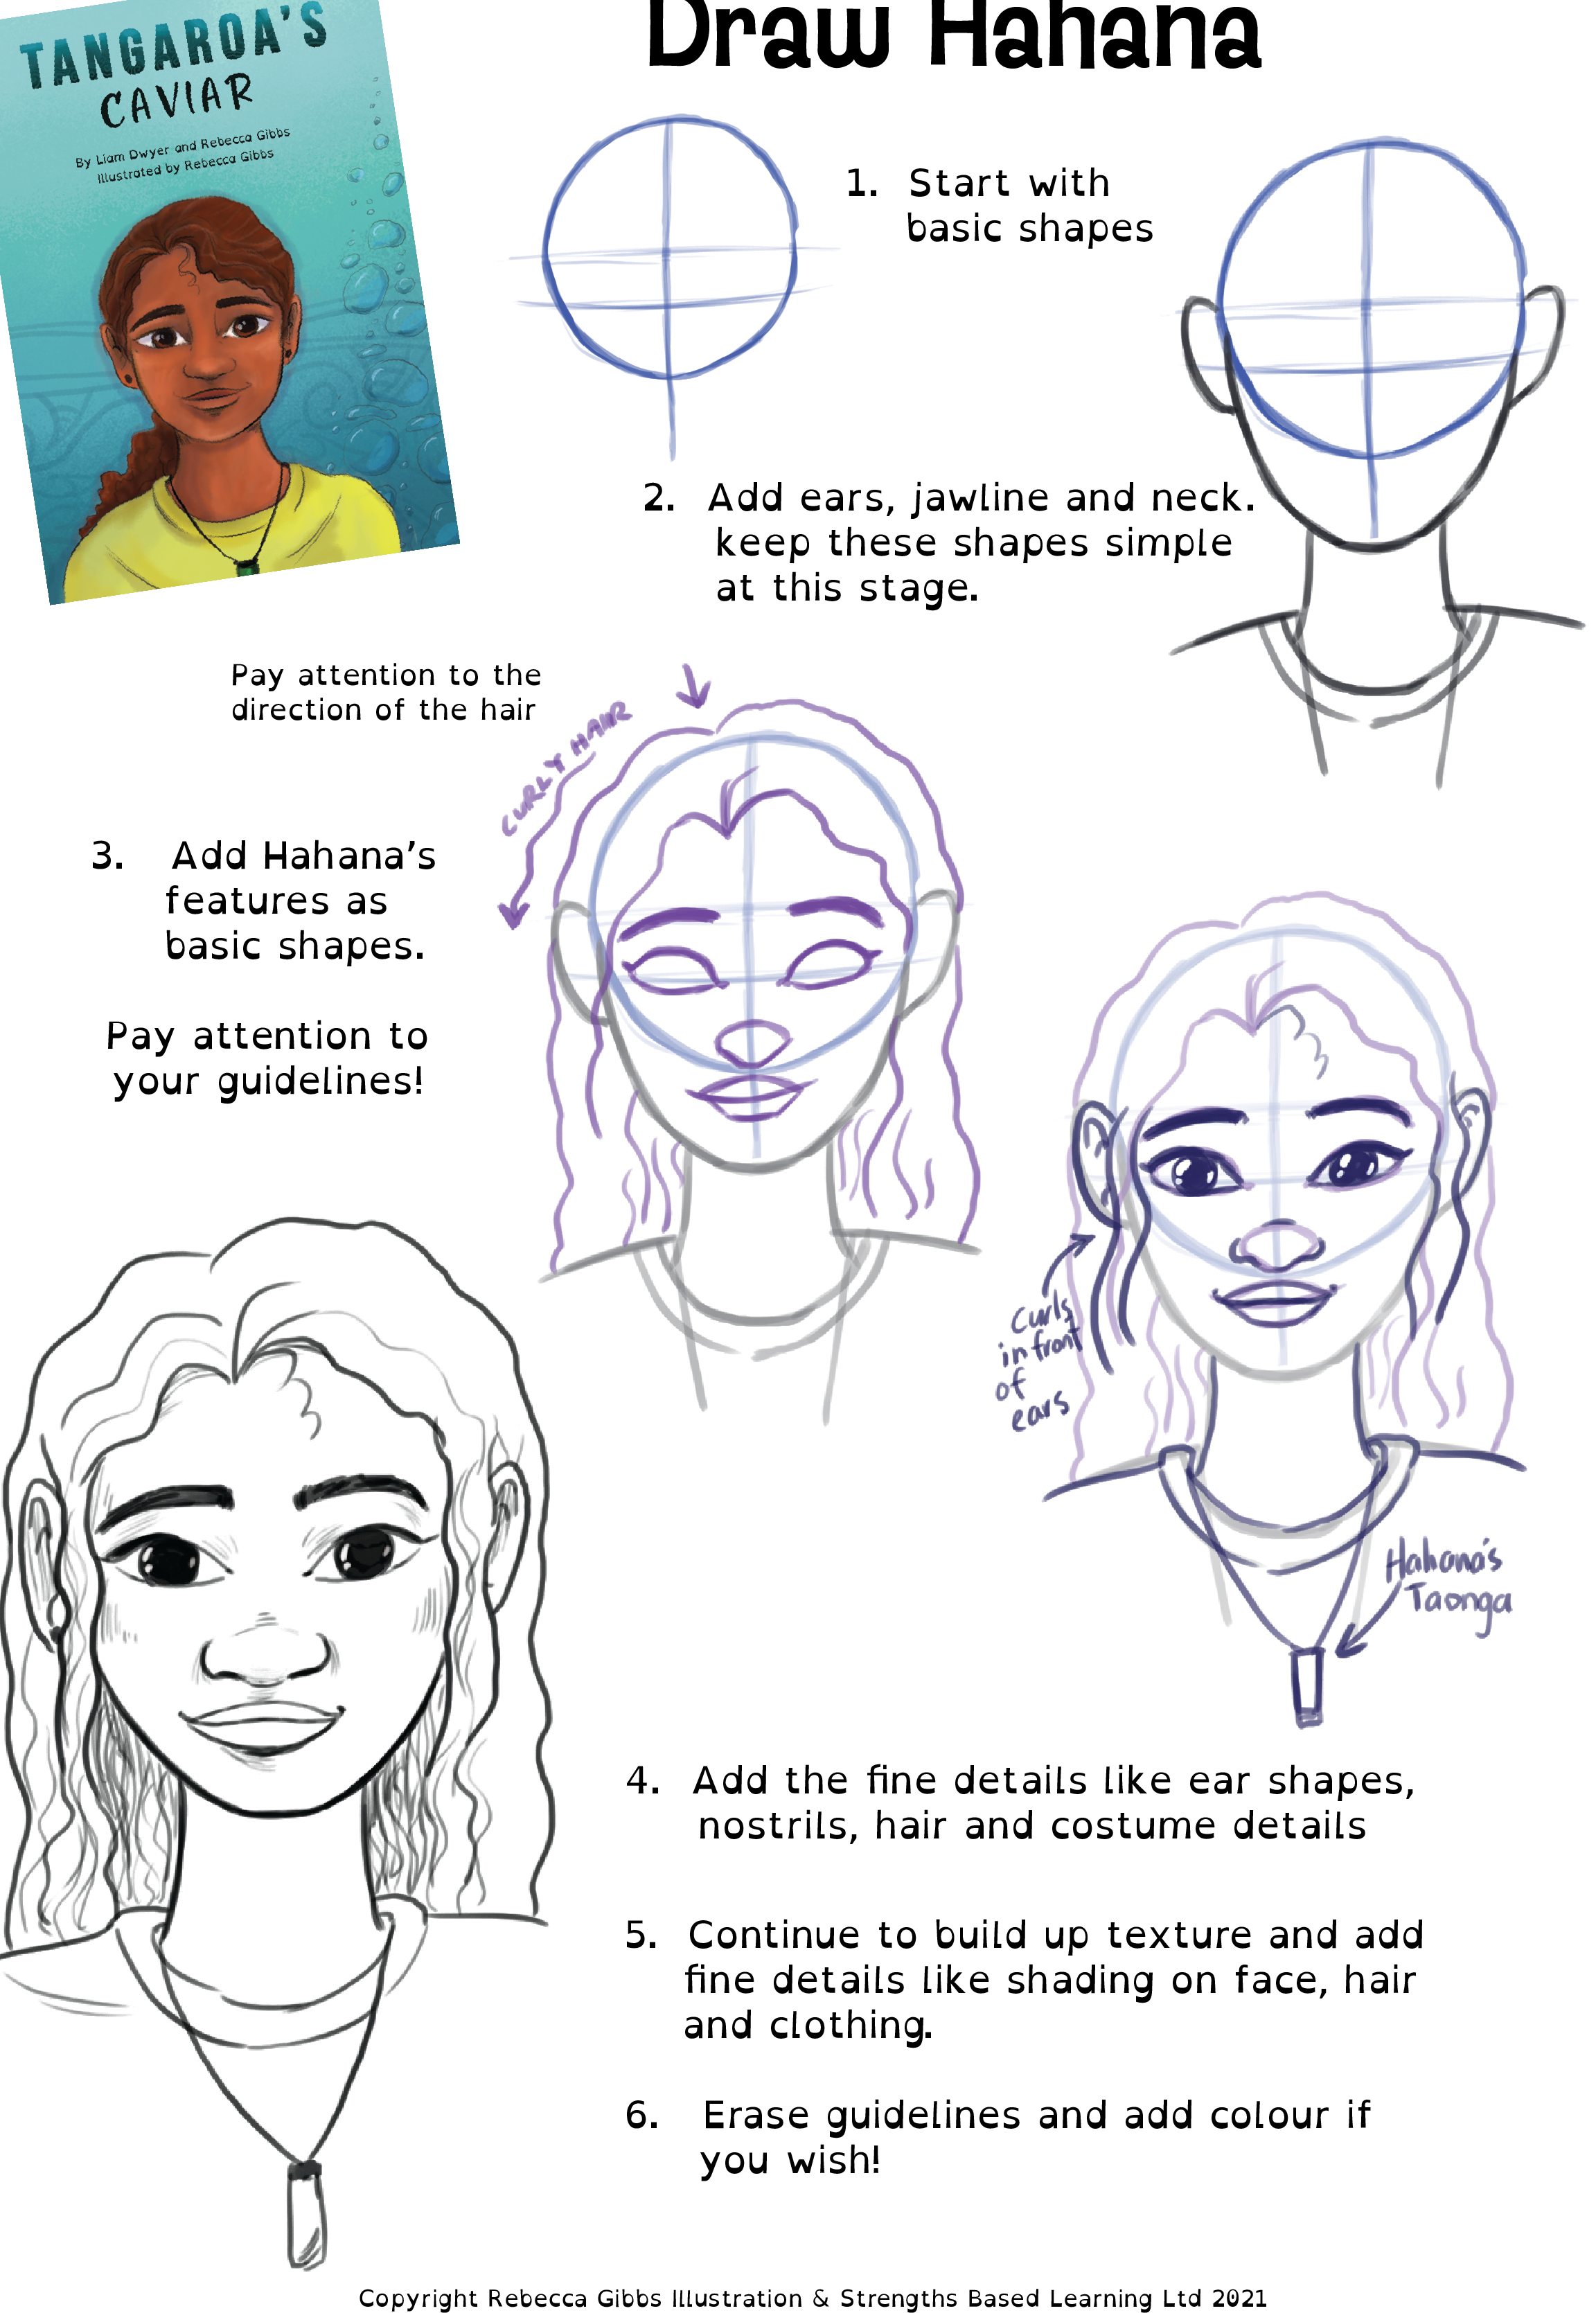 TANGAROA'S
CAVIAR
By Liam Dwyer and Rebecca Gibbs
Illustrated by Rebecca Gibbs
Draw Hahana
1. Start with
basic shapes
2. Add ears, jawline and neck.
keep these shapes simple
at this stage.
Pay attention to the
direction of the hair
CURLY HAIR
3. Add Hahana's
features as
basic shapes.
Pay attention to
your guidelines!
Curls
in front
of
ears
Hahana's
Taonga
4. Add the fine details like ear shapes,
nostrils, hair and costume details
5. Continue to build up texture and add
fine details like shading on face, hair
and clothing.
6. Erase guidelines and add colour if
you wish!
Copyright Rebecca Gibbs Illustration & Strengths Based Learning Ltd 2021